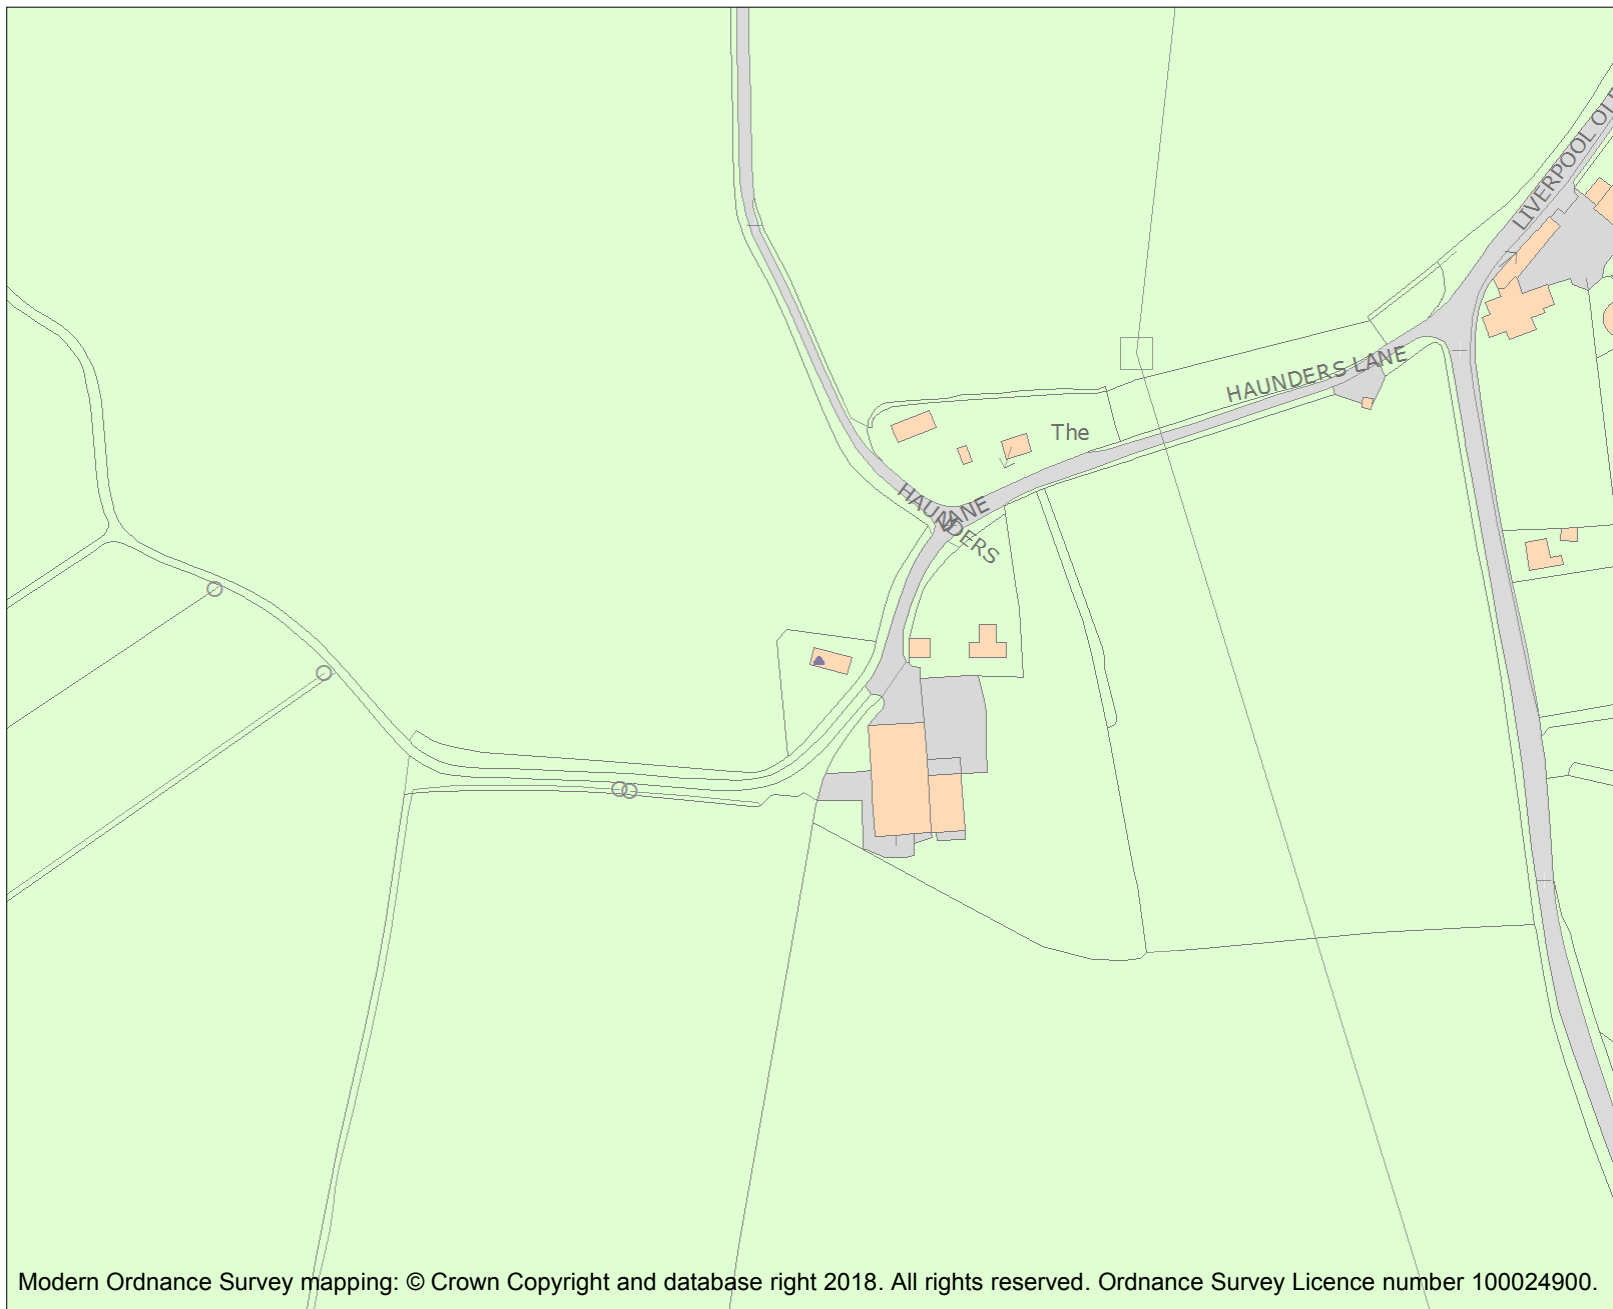 LIVERPOOL OL
HAUNDERS LANE
The
HAUNDERS
LANE
Modern Ordnance Survey mapping: © Crown Copyright and database right 2018. All rights reserved. Ordnance Survey Licence number 100024900.